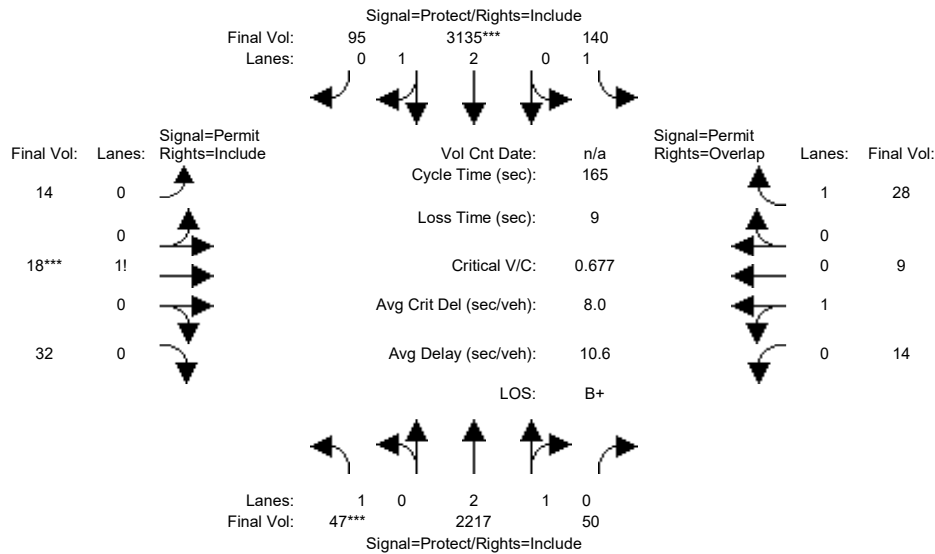 Signal=Protect/Rights=Include
Final Vol: 95 3135*** 140
Lanes: 0 1 2 0 1
Signal=Permit Signal=Permit
Final Vol: Lanes: Rights=Include Vol Cnt Date: n/a Rights=Overlap Lanes: Final Vol:
Cycle Time (sec): 165
14 0 1 28
Loss Time (sec): 9
0 0
18*** 1! Critical V/C: 0.677 0 9
0 Avg Crit Del (sec/veh): 8.0 1
32 0 Avg Delay (sec/veh): 10.6 0 14
LOS: B+
Lanes: 1 0 2 1 0
Final Vol: 47*** 2217 50
Signal=Protect/Rights=Include